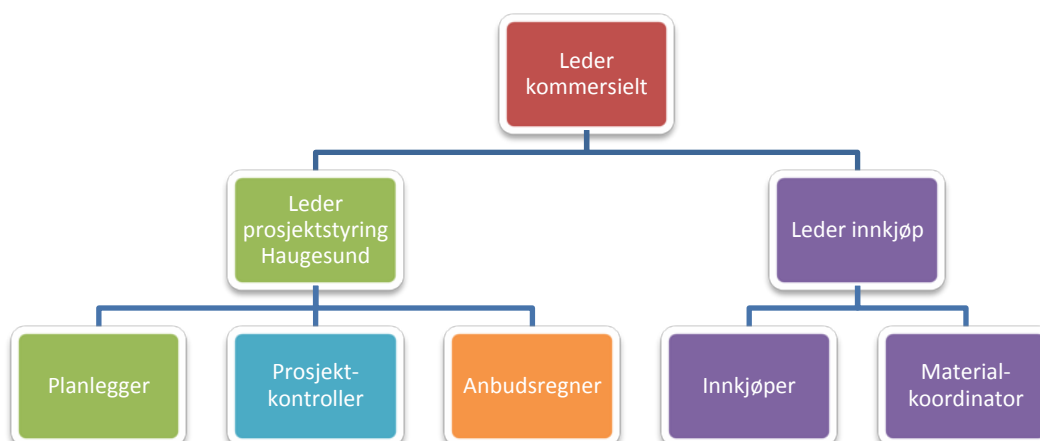 Leder
kommersielt
Leder
prosjektstyring
Haugesund
Leder innkjøp
Planlegger
Prosjekt-
kontroller
Anbudsregner
Innkjøper
Material-
koordinator